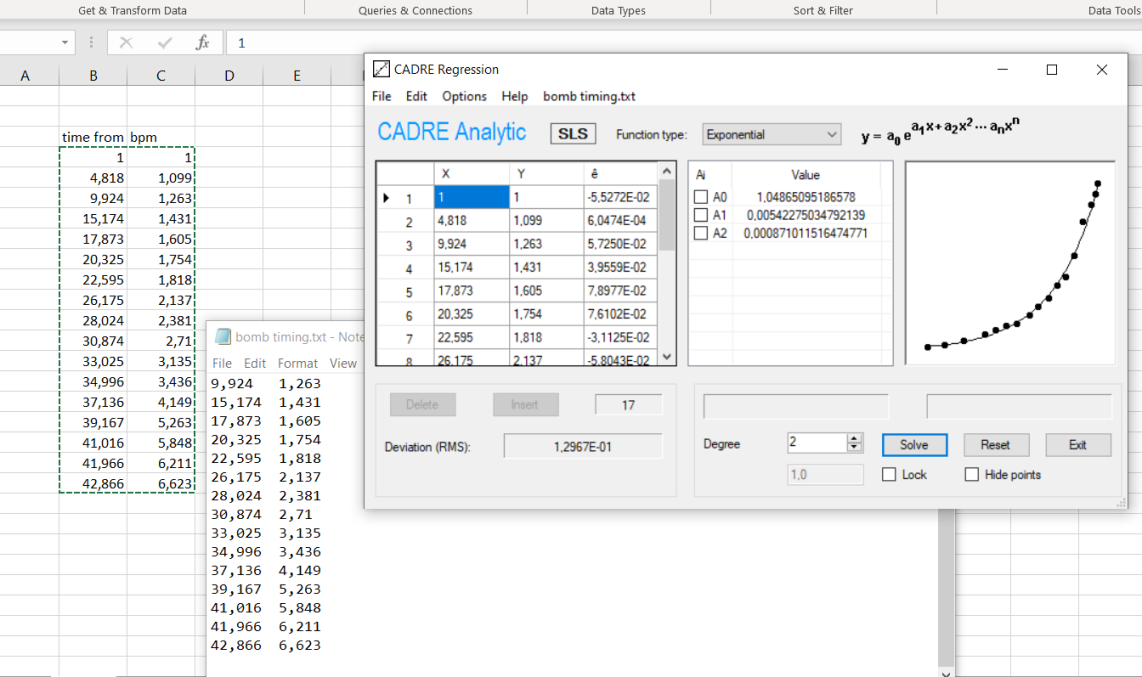 Get & Transform Data Queries & Connections Data Types Sort & Filter Data Tools
fx 1
A B C D E
time from bpm
1 1
4,818 1,099
9,924 1,263
15,174 1,431
17,873 1,605
20,325 1,754
22,595 1,818
26,175 2,137
28,024 2,381
30,874 2,71
33,025 3,135
34,996 3,436
37,136 4,149
39,167 5,263
41,016 5,848
41,966 6,211
42,866 6,623
bomb timing.txt - Note
File Edit Format View
9,924 1,263
15,174 1,431
17,873 1,605
20,325 1,754
22,595 1,818
26,175 2,137
28,024 2,381
30,874 2,71
33,025 3,135
34,996 3,436
37,136 4,149
39,167 5,263
41,016 5,848
41,966 6,211
42,866 6,623
CADRE Regression
File Edit Options Help bomb timing.txt
CADRE Analytic SLS Function type: Exponential y = a0 e a1x+a2x2... anxn
X Y ê
1 1 1 -5,5272E-02
2 4,818 1,099 6,0474E-04
3 9,924 1,263 5,7250E-02
4 15,174 1,431 3,9559E-02
5 17,873 1,605 7,8977E-02
6 20,325 1,754 7,6102E-02
7 22,595 1,818 -3,1125E-02
8 26,175 2,137 -5,8043E-02
Ai Value
A0 1,04865095186578
A1 0,00542275034792139
A2 0,000871011516474771
Delete Insert 17
Deviation (RMS): 1,2967E-01
Degree 2 Solve Reset Exit
1,0 Lock Hide points